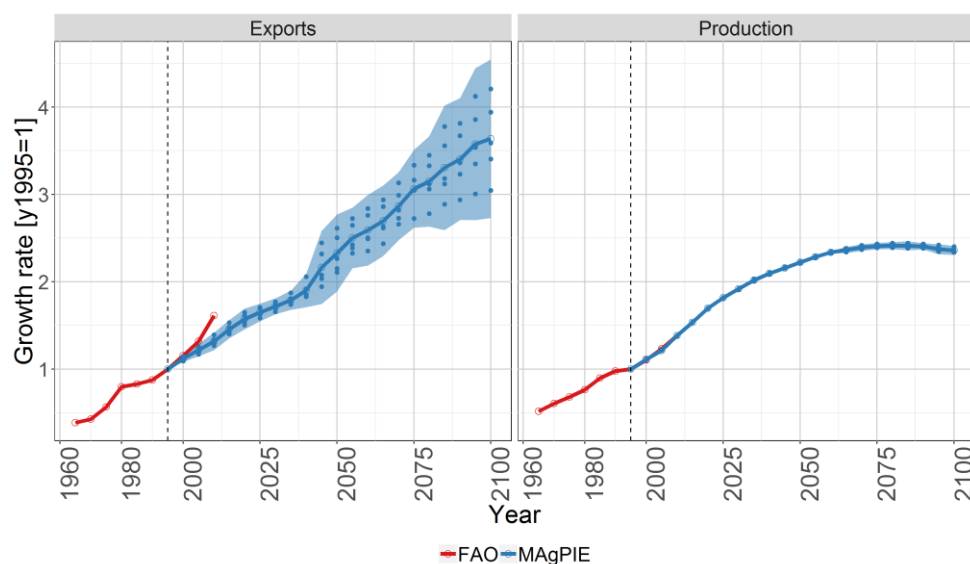 Exports Production
Growth rate [y1995=1]
4
3
2
1
1960 1980 2000 2025 2050 2075 2100 1960 1980 2000 2025 2050 2075 2100
Year
FAO MAgPIE